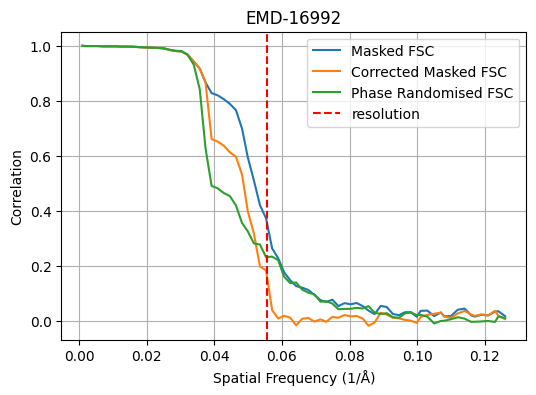 EMD-16992
Masked FSC
Corrected Masked FSC
Phase Randomised FSC
resolution
Correlation
1.0
0.8
0.6
0.4
0.2
0.0
0.00 0.02 0.04 0.06 0.08 0.10 0.12
Spatial Frequency (1/Å)